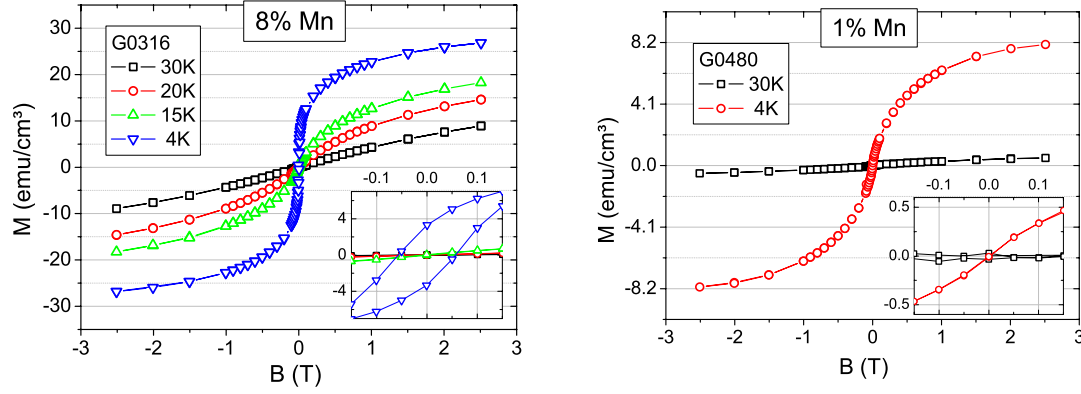 8% Mn
G0316
30K
20K
15K
4K
M (emu/cm³)
30
20
10
0
-10
-20
-30
-0.1 0.0 0.1
4
0
-4
-3 -2 -1 0 1 2 3
B (T)
1% Mn
G0480
30K
4K
M (emu/cm³)
8.2
4.1
0.0
-4.1
-8.2
-0.1 0.0 0.1
0.5
0.0
-0.5
-3 -2 -1 0 1 2 3
B (T)